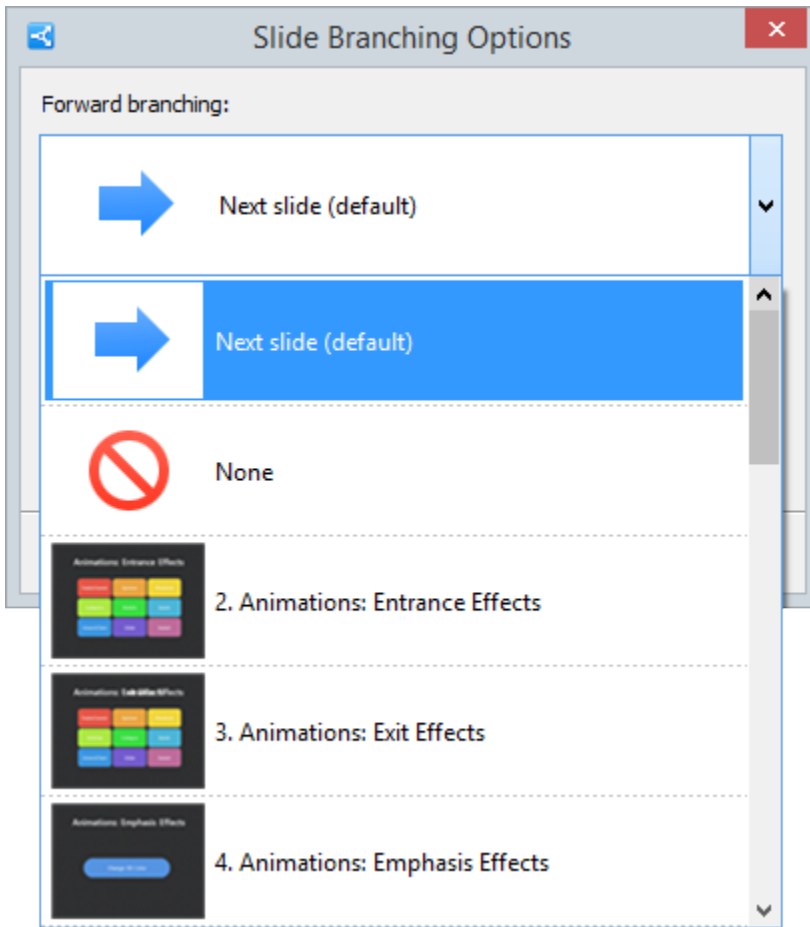 Slide Branching Options
Forward branching:
Next slide (default)
Next slide (default)
None
Animations: Entrance Effects
2. Animations: Entrance Effects
3. Animations: Exit Effects
Animations: Emphasis Effects
4. Animations: Emphasis Effects